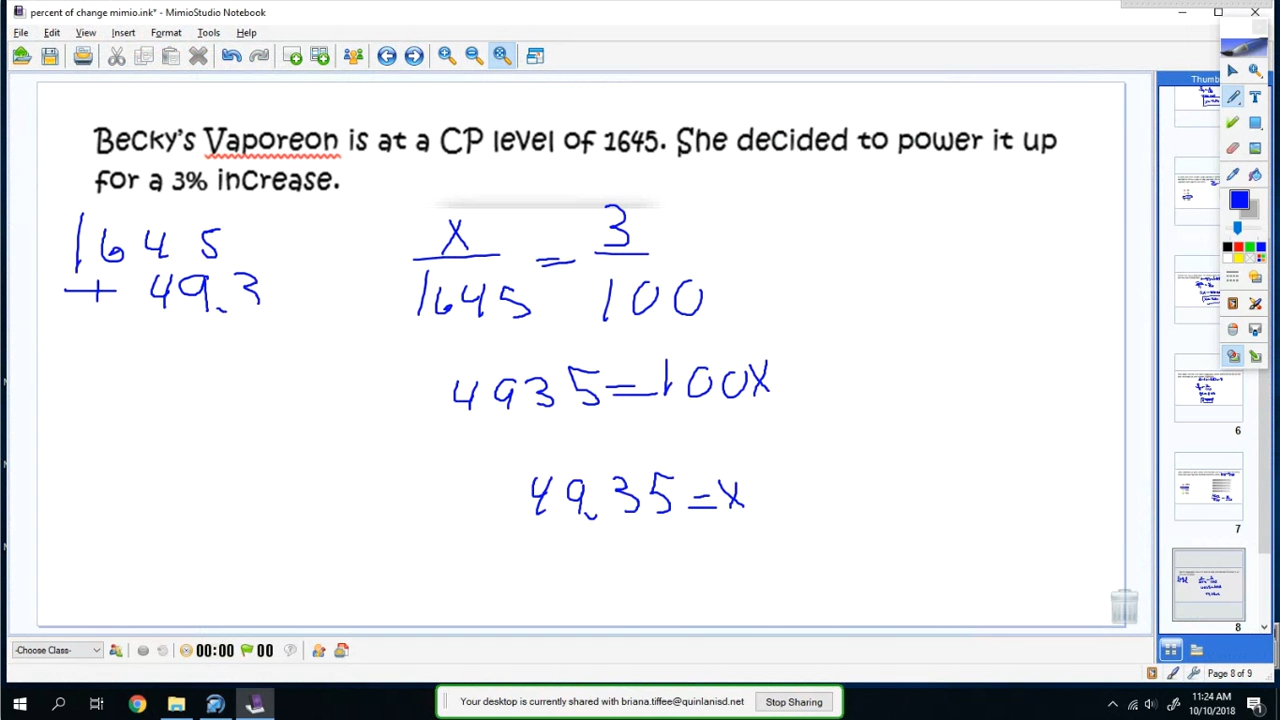 percent of change mimio.ink* - MimioStudio Notebook
File Edit View Insert Format Tools Help
Becky's Vaporeon is at a CP level of 1645. She decided to power it up
for a 3% increase.
1645
+ 49.3
x 3
= 
1645 100
4935=100x
49.35=x
6
7
8
-Choose Class-
00:00
00
Page 8 of 9
Your desktop is currently shared with briana.tiffee@quinlanisd.net Stop Sharing
11:24 AM
10/10/2018